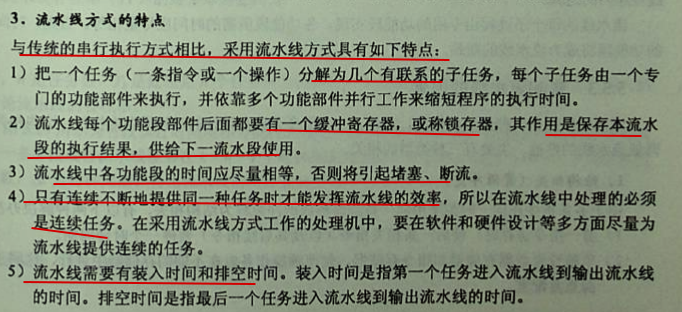 3．流水线方式的特点
与传统的串行执行方式相比，采用流水线方式具有如下特点：
1）把一个任务（一条指令或一个操作）分解为几个有联系的子任务，每个子任务由一个专
门的功能部件来执行，并依靠多个功能部件并行工作来缩短程序的执行时间。
2）流水线每个功能段部件后面都要有一个缓冲寄存器，或称锁存器，其作用是保存本流水
段的执行结果，供给下一流水段使用。
3）流水线中各功能段的时间应尽量相等，否则将引起堵塞、断流。
4）只有连续不断地提供同一种任务时才能发挥流水线的效率，所以在流水线中处理的必须
是连续任务。在采用流水线方式工作的处理机中，要在软件和硬件设计等多方面尽量为
流水线提供连续的任务。
5）流水线需要有装入时间和排空时间。装入时间是指第一个任务进入流水线到输出流水线
的时间。排空时间是指最后一个任务进入流水线到输出流水线的时间。